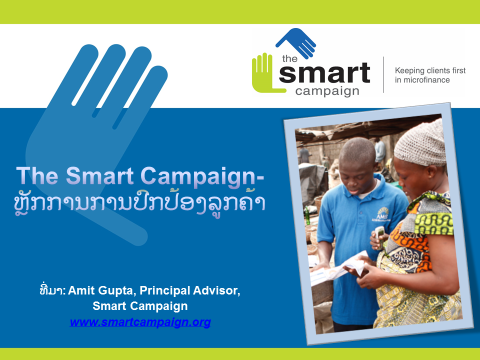 the
smart
campaign
Keeping clients first
in microfinance
The Smart Campaign-
ຫຼັກການການປົກປ້ອງລູກຄ້າ
ທີ່ມາ: Amit Gupta, Principal Advisor,
Smart Campaign
www.smartcampaign.org